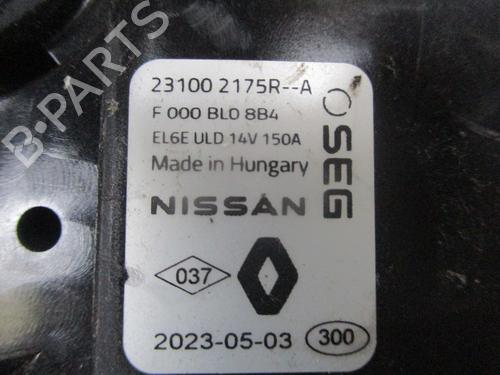 B-PARTS
23100 2175R--A
F 000 BL0 8B4
EL6E ULD 14V 150A
Made in Hungary
SEG
NISSAN
037
2023-05-03 300